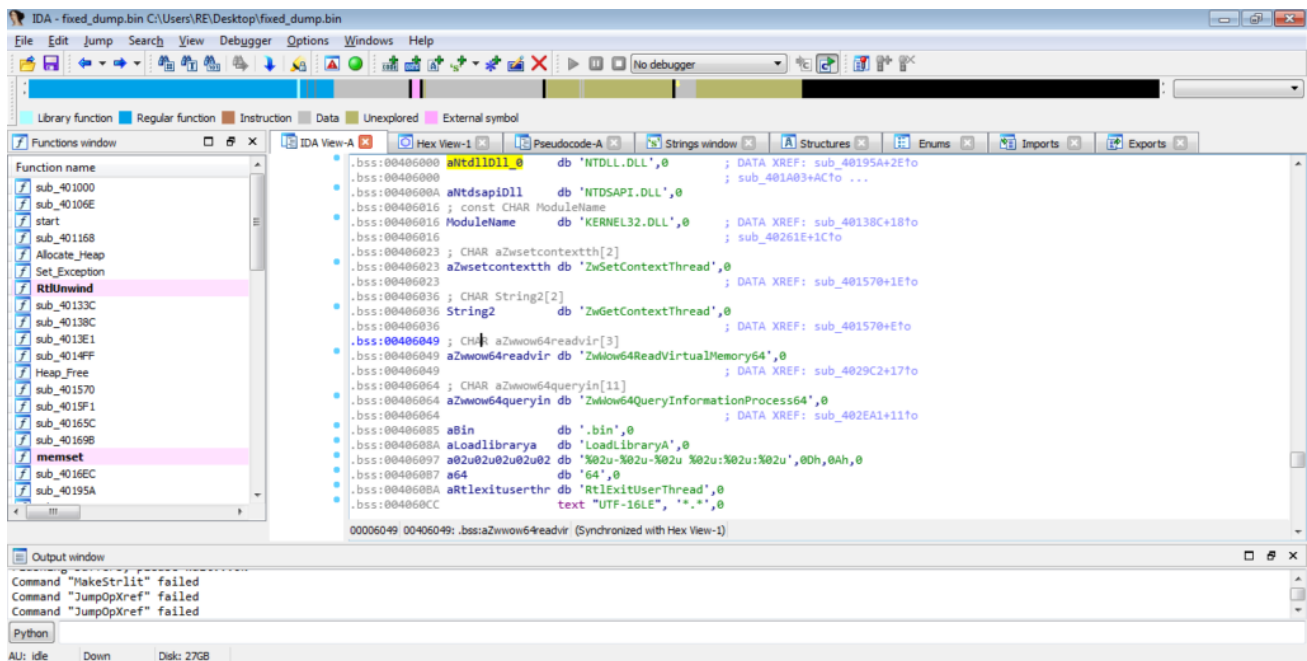 IDA - fixed_dump.bin C:\Users\RE\Desktop\fixed_dump.bin
File Edit Jump Search View Debugger Options Windows Help
No debugger
Library function Regular function Instruction Data Unexplored External symbol
Functions window
IDA View-A Hex View-1 Pseudocode-A Strings window Structures Enums Imports Exports
Function name
sub_401000
sub_40106E
start
sub_401168
Allocate_Heap
Set_Exception
RtlUnwind
sub_40133C
sub_40138C
sub_4013E1
sub_4014FF
Heap_Free
sub_401570
sub_4015F1
sub_40165C
sub_40169B
memset
sub_4016EC
sub_40195A
.bss:00406000 aNtdllDll_0 db 'NTDLL.DLL',0 ; DATA XREF: sub_40195A+2E↑o
.bss:00406000 ; sub_401A03+AC↑o ...
.bss:0040600A aNtdsapiDll db 'NTDSAPI.DLL',0
.bss:00406016 ; const CHAR ModuleName
.bss:00406016 ModuleName db 'KERNEL32.DLL',0 ; DATA XREF: sub_40138C+18↑o
.bss:00406016 ; sub_40261E+1C↑o
.bss:00406023 ; CHAR aZwsetcontextth[2]
.bss:00406023 aZwsetcontextth db 'ZwSetContextThread',0
.bss:00406023 ; DATA XREF: sub_401570+1E↑o
.bss:00406036 ; CHAR String2[2]
.bss:00406036 String2 db 'ZwGetContextThread',0
.bss:00406036 ; DATA XREF: sub_401570+E↑o
.bss:00406049 ; CHAR aZwwow64readvir[3]
.bss:00406049 aZwwow64readvir db 'ZwWow64ReadVirtualMemory64',0
.bss:00406049 ; DATA XREF: sub_4029C2+17↑o
.bss:00406064 ; CHAR aZwwow64queryin[11]
.bss:00406064 aZwwow64queryin db 'ZwWow64QueryInformationProcess64',0
.bss:00406064 ; DATA XREF: sub_402EA1+11↑o
.bss:00406085 aBin db '.bin',0
.bss:0040608A aLoadlibrarya db 'LoadLibraryA',0
.bss:00406097 a02u02u02u02u02 db '%02u-%02u-%02u %02u:%02u:%02u',0Dh,0Ah,0
.bss:004060B7 a64 db '64',0
.bss:004060BA aRtlexituserthr db 'RtlExitUserThread',0
.bss:004060CC text "UTF-16LE", '*.*',0
00006049 00406049: .bss:aZwwow64readvir (Synchronized with Hex View-1)
Output window
Command "MakeStrlit" failed
Command "JumpOpXref" failed
Command "JumpOpXref" failed
Python
AU: idle Down Disk: 27GB